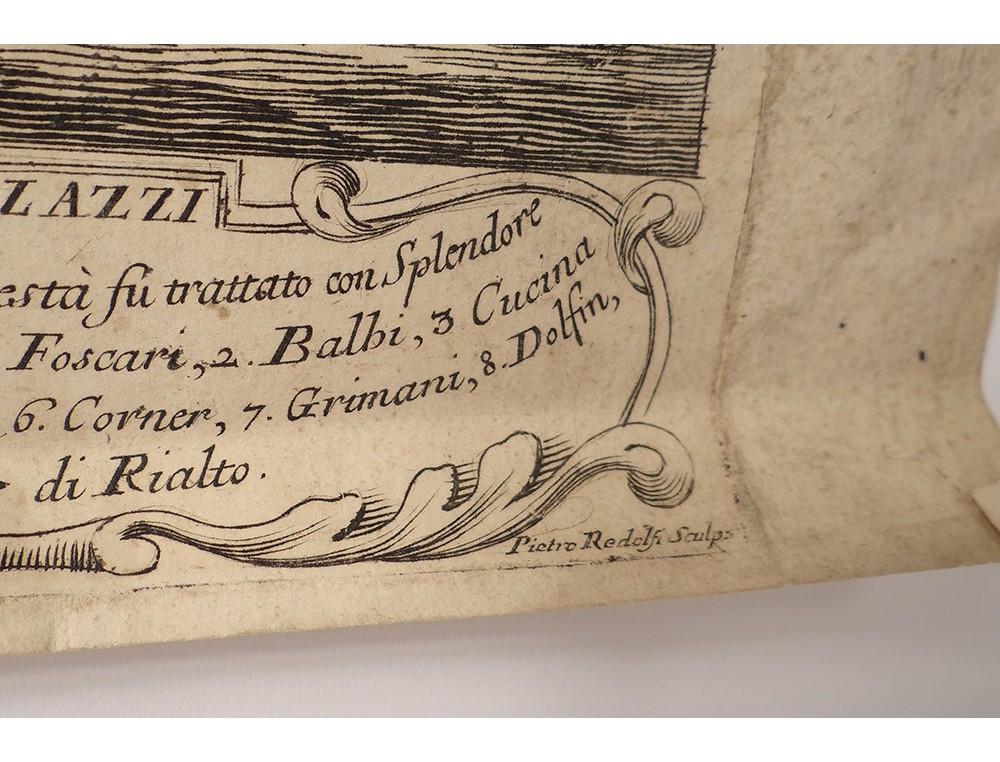 LAZZI
està fù trattato con Splendore
Foscari, 2. Balbi, 3 Cucina
6. Corner, 7. Grimani, 8. Dolfin,
di Rialto.
Pietro Redolfi Sculp: